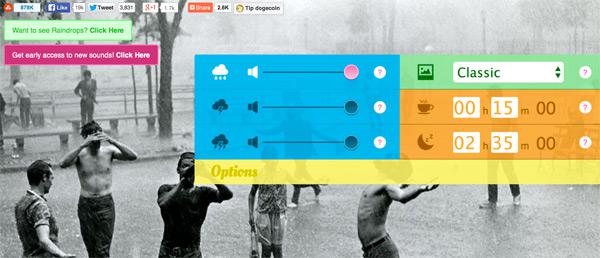 878K Like 19k Tweet 3,831 g+1 1.7k Share 2.6K Tip dogecoin
Want to see Raindrops? Click Here
Get early access to new sounds! Click Here
? Classic ?
? 00 h 15 m 00 ?
? 02 h 35 m 00 ?
Options